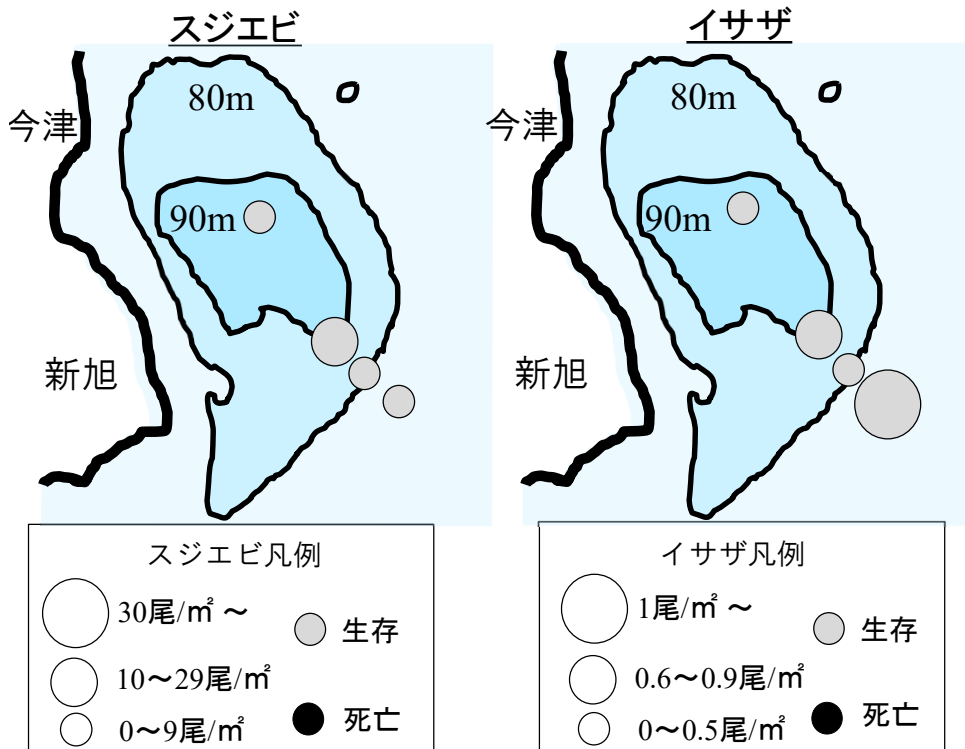 スジエビ
80m
今津
90m
新旭
スジエビ凡例
30尾/㎡ ～
生存
10～29尾/㎡
0～9尾/㎡
死亡
イサザ
80m
今津
90m
新旭
イサザ凡例
1尾/㎡ ～
生存
0.6～0.9尾/㎡
0～0.5尾/㎡
死亡